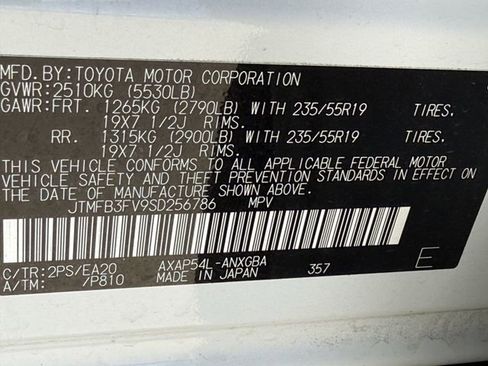 MFD.BY:TOYOTA MOTOR CORPORATION
GVWR:2510KG (5530LB)
GAWR:FRT. 1265KG (2790LB) WITH 235/55R19 TIRES.
19X7 1/2J RIMS.
RR. 1315KG (2900LB) WITH 235/55R19 TIRES.
19X7 1/2J RIMS.
THIS VEHICLE CONFORMS TO ALL APPLICABLE FEDERAL MOTOR
VEHICLE SAFETY AND THEFT PREVENTION STANDARDS IN EFFECT ON
THE DATE OF MANUFACTURE SHOWN ABOVE.
JTMFB3FV9SD256786 MPV
C/TR:2PS/EA20 AXAP54L-ANXGBA 357 E
A/TM: /P810 MADE IN JAPAN